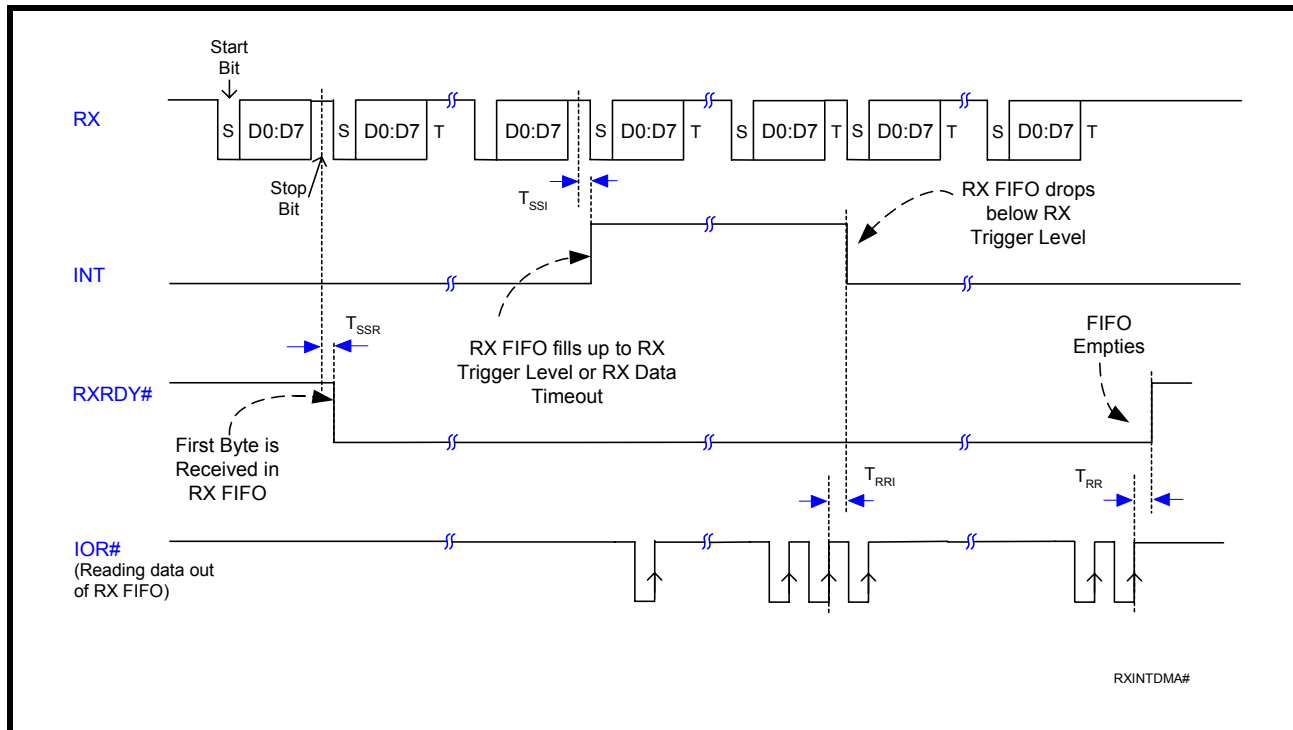 Start
Bit
RX
S D0:D7 S D0:D7 T D0:D7 S D0:D7 T S D0:D7 T S D0:D7 T S D0:D7 T
Stop
Bit
TSSI
RX FIFO drops
below RX
Trigger Level
INT
TSSR
RX FIFO fills up to RX
Trigger Level or RX Data
Timeout
FIFO
Empties
RXRDY#
First Byte is
Received in
RX FIFO
TRRI
TRR
IOR#
(Reading data out
of RX FIFO)
RXINTDMA#